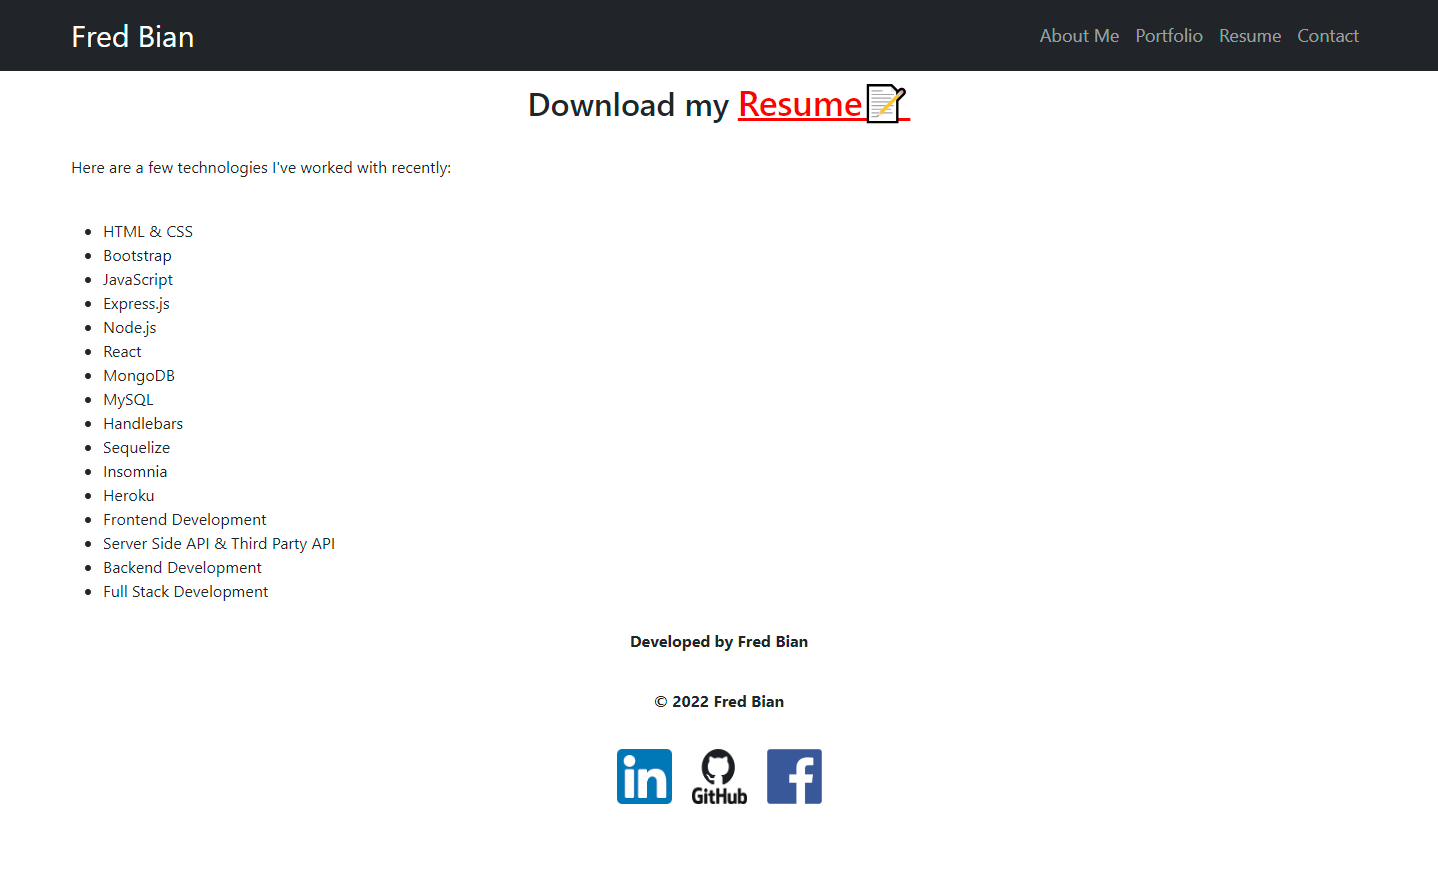 Fred Bian
About Me Portfolio Resume Contact
Download my Resume
Here are a few technologies I've worked with recently:
HTML & CSS
Bootstrap
JavaScript
Express.js
Node.js
React
MongoDB
MySQL
Handlebars
Sequelize
Insomnia
Heroku
Frontend Development
Server Side API & Third Party API
Backend Development
Full Stack Development
Developed by Fred Bian
© 2022 Fred Bian
in GitHub f